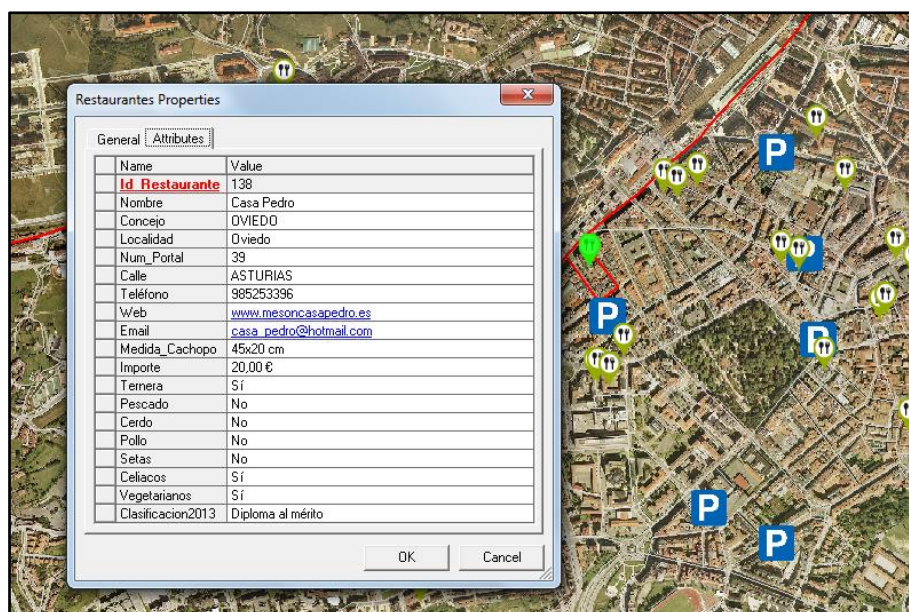 Restaurantes Properties
General Attributes
Name Value
Id_Restaurante 138
Nombre Casa Pedro
Concejo OVIEDO
Localidad Oviedo
Num_Portal 39
Calle ASTURIAS
Teléfono 985253396
Web www.mesoncasapedro.es
Email casa_pedro@hotmail.com
Medida_Cachopo 45x20 cm
Importe 20,00 €
Ternera Sí
Pescado No
Cerdo No
Pollo No
Setas No
Celiacos Sí
Vegetarianos Sí
Clasificacion2013 Diploma al mérito
OK Cancel
P
P
P
P
P
P